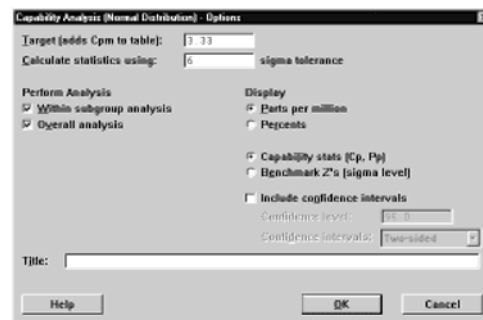 Capability Analysis (Normal Distribution) - Options
Target (adds Cpm to table): 3.33
Calculate statistics using: 6 sigma tolerance
Perform Analysis
Within subgroup analysis
Overall analysis
Display
Parts per million
Percents
Capability stats (Cp, Pp)
Benchmark Z's (sigma level)
Include confidence intervals
Confidence level: 95.0
Confidence intervals: Two-sided
Title:
Help OK Cancel